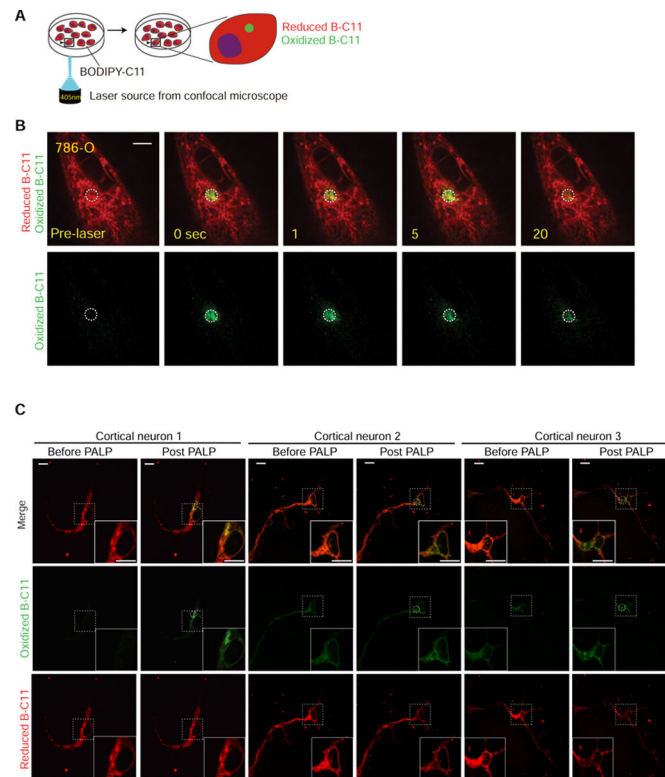 A
Reduced B-C11
Oxidized B-C11
BODIPY-C11
405nm
Laser source from confocal microscope
B
Reduced B-C11
Oxidized B-C11
786-O
Pre-laser
0 sec
1
5
20
Oxidized B-C11
C
Cortical neuron 1
Cortical neuron 2
Cortical neuron 3
Before PALP
Post PALP
Before PALP
Post PALP
Before PALP
Post PALP
Merge
Oxidized B-C11
Reduced B-C11